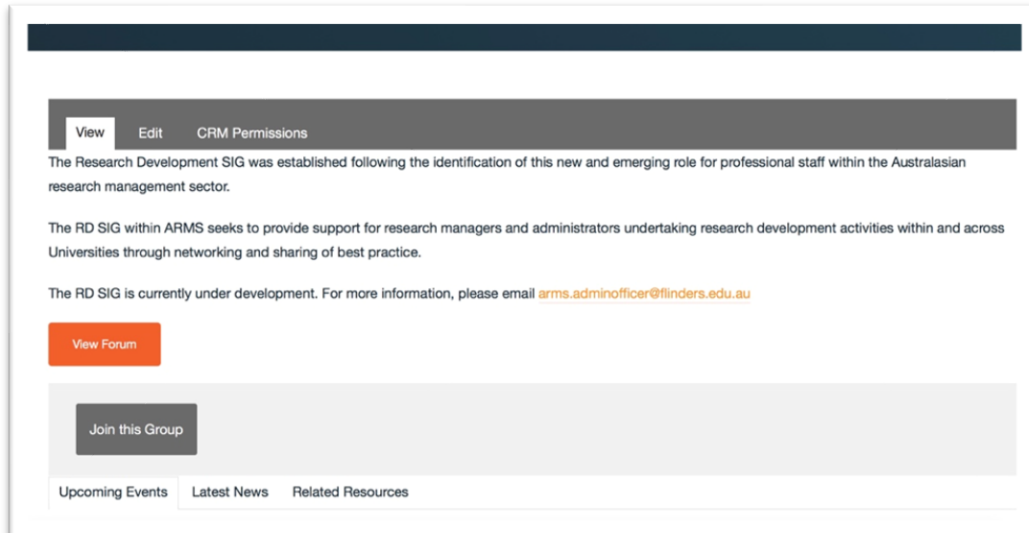 View Edit CRM Permissions
The Research Development SIG was established following the identification of this new and emerging role for professional staff within the Australasian
research management sector.
The RD SIG within ARMS seeks to provide support for research managers and administrators undertaking research development activities within and across
Universities through networking and sharing of best practice.
The RD SIG is currently under development. For more information, please email arms.adminofficer@flinders.edu.au
View Forum
Join this Group
Upcoming Events Latest News Related Resources